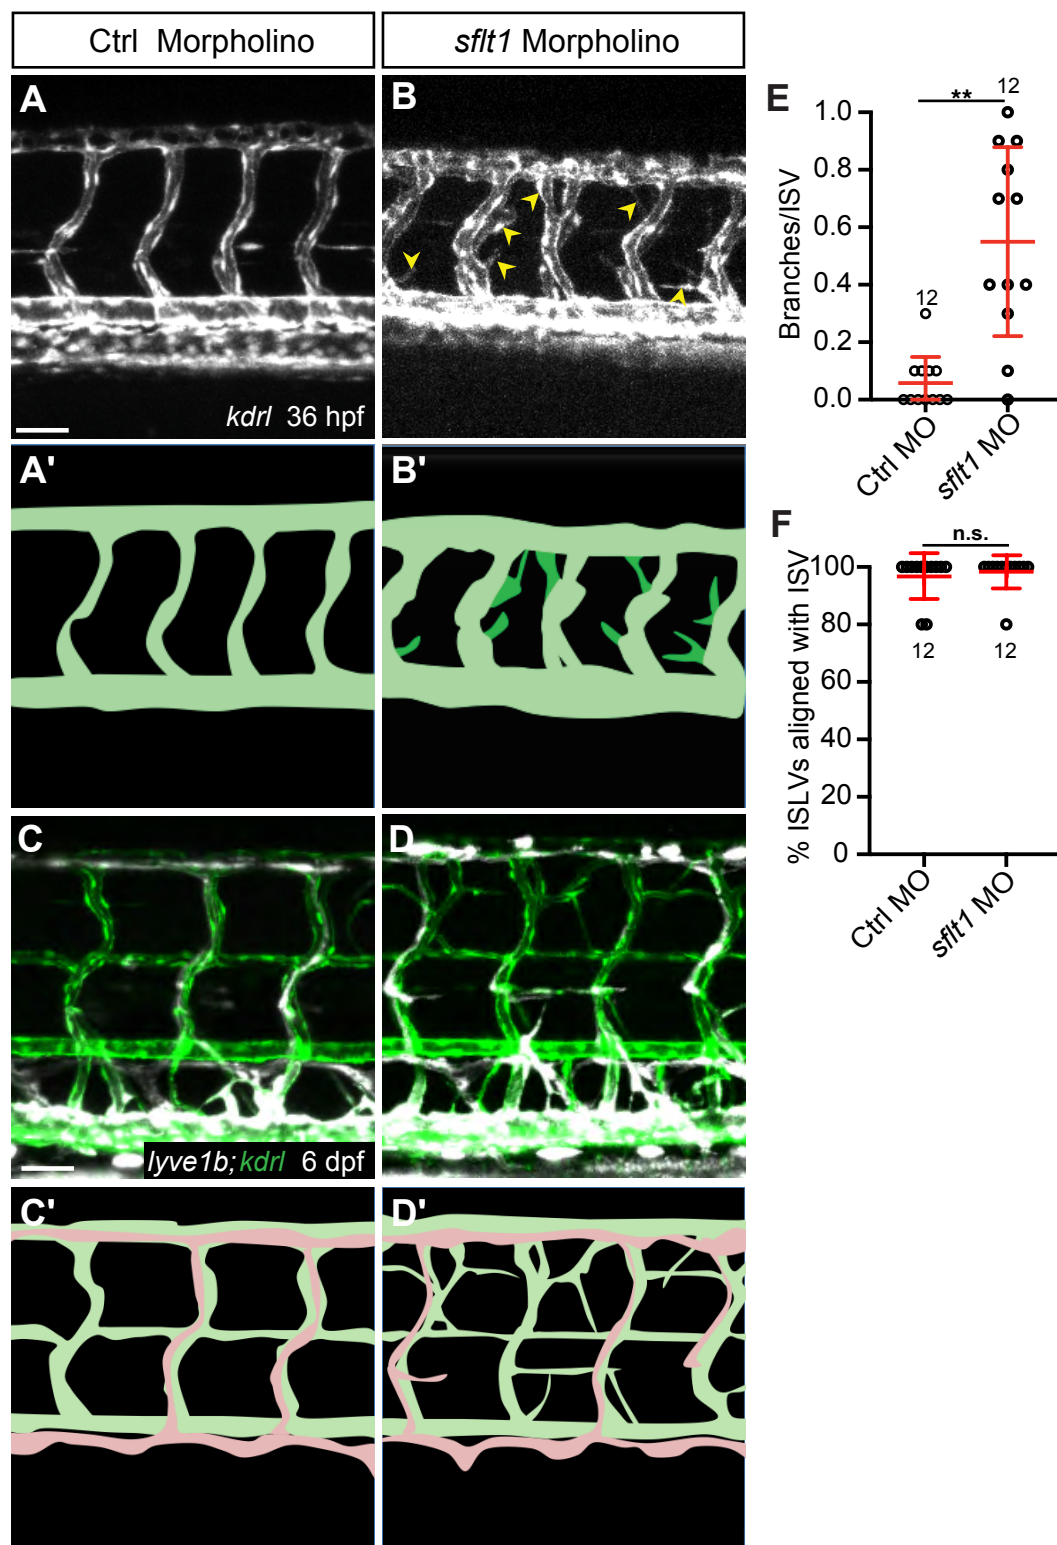 Ctrl Morpholino
sflt1 Morpholino
A
kdrl 36 hpf
B
A'
B'
C
lyve1b;kdrl 6 dpf
D
C'
D'
E
**
12
12
Branches/ISV
1.0
0.8
0.6
0.4
0.2
0.0
Ctrl MO
sflt1 MO
F
n.s.
% ISLVs aligned with ISV
100
80
60
40
20
0
12
12
Ctrl MO
sflt1 MO